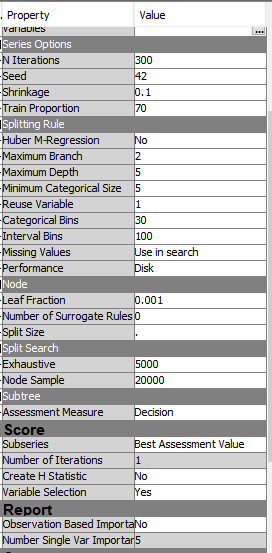 Property Value
Variables ...
Series Options
N Iterations 300
Seed 42
Shrinkage 0.1
Train Proportion 70
Splitting Rule
Huber M-Regression No
Maximum Branch 2
Maximum Depth 5
Minimum Categorical Size 5
Reuse Variable 1
Categorical Bins 30
Interval Bins 100
Missing Values Use in search
Performance Disk
Node
Leaf Fraction 0.001
Number of Surrogate Rules 0
Split Size .
Split Search
Exhaustive 5000
Node Sample 20000
Subtree
Assessment Measure Decision
Score
Subseries Best Assessment Value
Number of Iterations 1
Create H Statistic No
Variable Selection Yes
Report
Observation Based Importa No
Number Single Var Importar 5